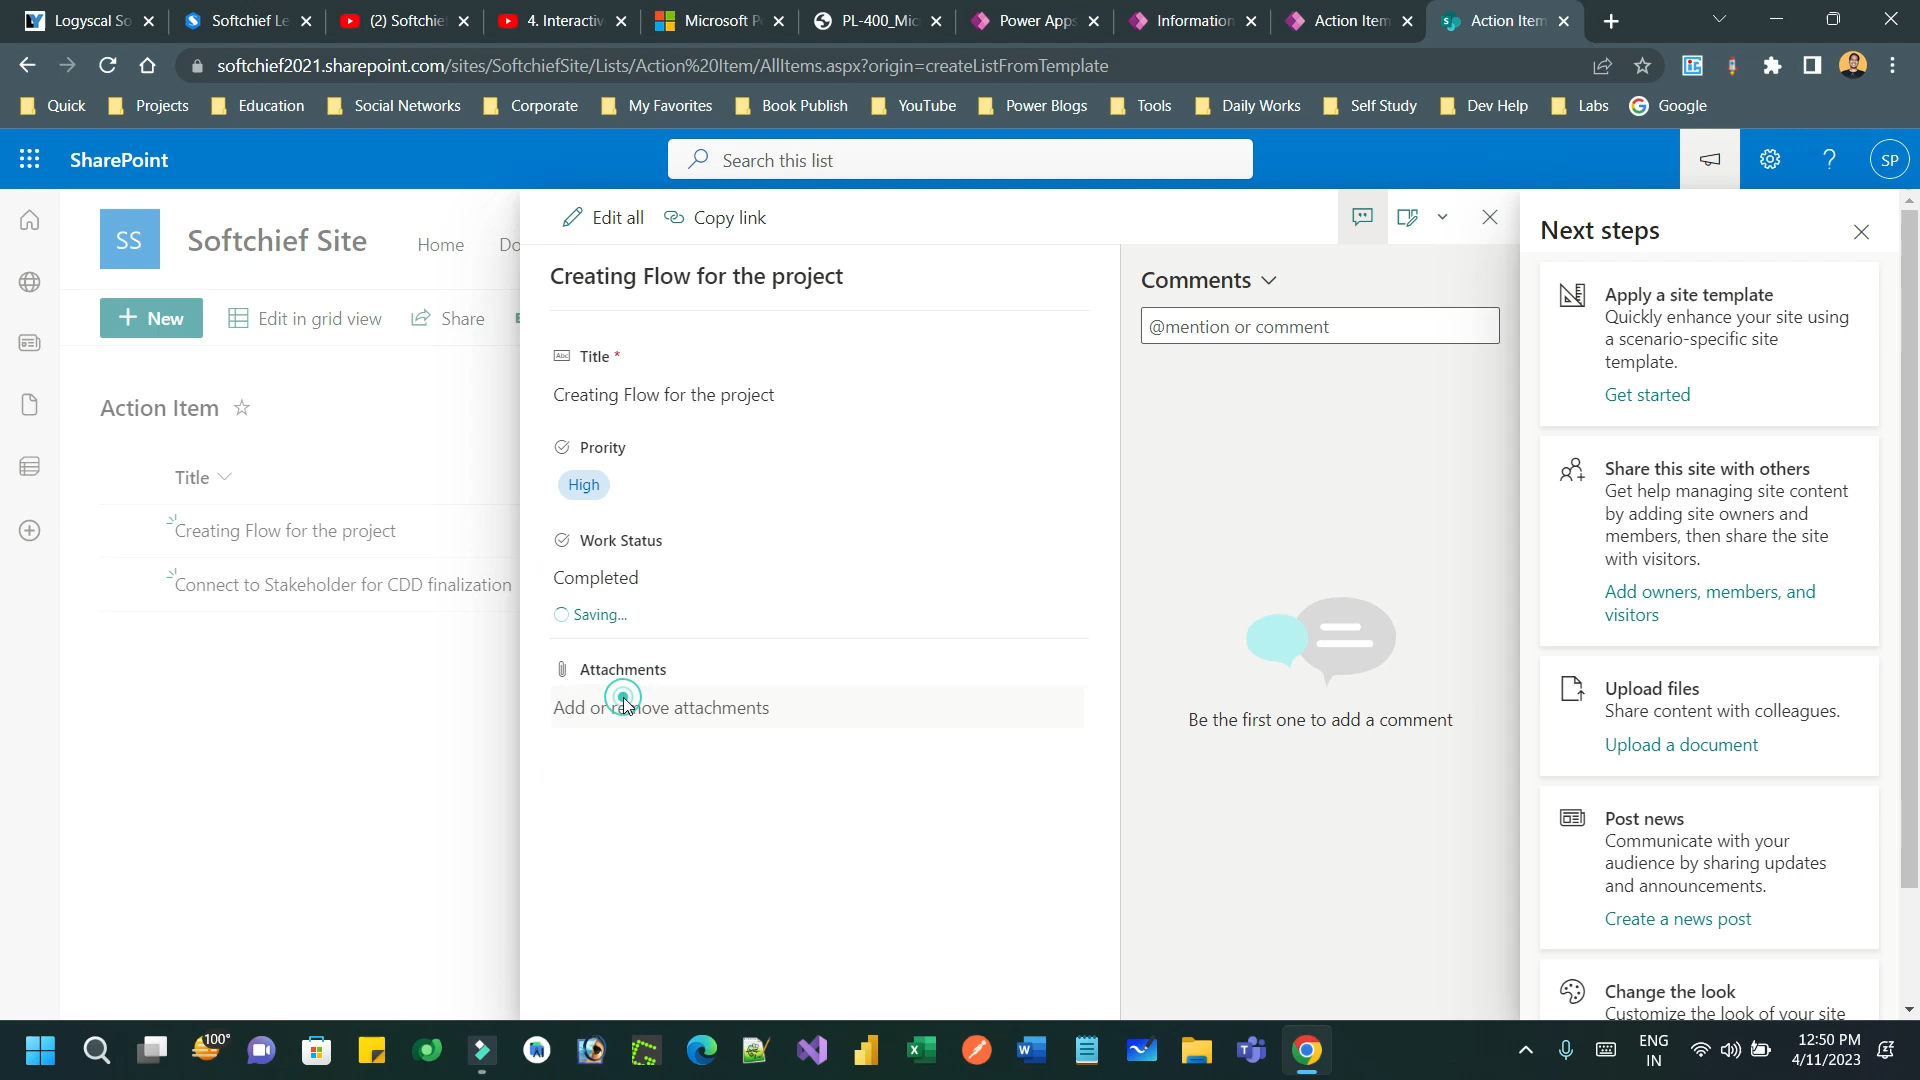 Logyscal So
Softchief Le
(2) Softchie
4. Interactiv
Microsoft P
PL-400_Mic
Power Apps
Information
Action Item
Action Item
softchief2021.sharepoint.com/sites/SoftchiefSite/Lists/Action%20Item/AllItems.aspx?origin=createListFromTemplate
Quick
Projects
Education
Social Networks
Corporate
My Favorites
Book Publish
YouTube
Power Blogs
Tools
Daily Works
Self Study
Dev Help
Labs
Google
SharePoint
Search this list
SP
SS
Softchief Site
Home
Do
New
Edit in grid view
Share
Action Item
Title
Creating Flow for the project
Connect to Stakeholder for CDD finalization
Edit all
Copy link
Creating Flow for the project
Abc
Title *
Creating Flow for the project
Prority
High
Work Status
Completed
Saving...
Attachments
Add or remove attachments
Comments
@mention or comment
Be the first one to add a comment
Next steps
Apply a site template
Quickly enhance your site using
a scenario-specific site
template.
Get started
Share this site with others
Get help managing site content
by adding site owners and
members, then share the site
with visitors.
Add owners, members, and
visitors
Upload files
Share content with colleagues.
Upload a document
Post news
Communicate with your
audience by sharing updates
and announcements.
Create a news post
Change the look
Customize the look of your site
100°
ENG
IN
12:50 PM
4/11/2023